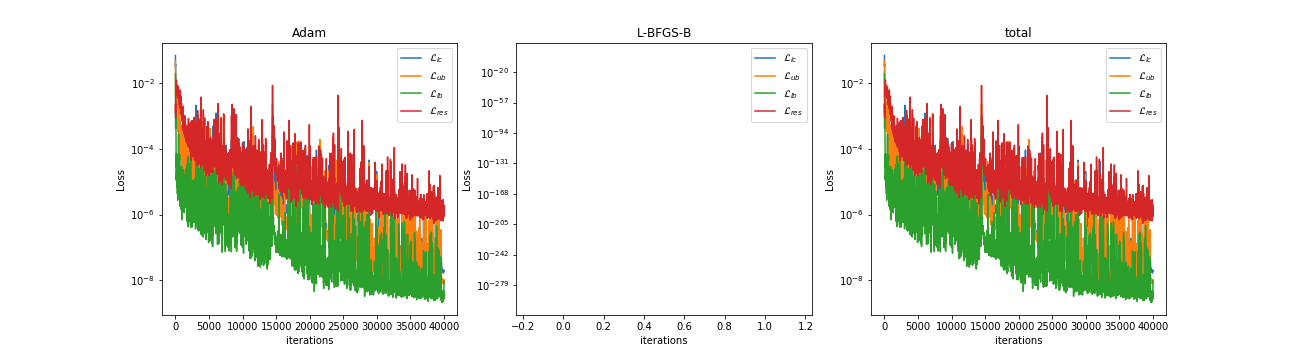 Adam
L-BFGS-B
total
Loss
10⁻²
10⁻⁴
10⁻⁶
10⁻⁸
0 5000 10000 15000 20000 25000 30000 35000 40000
iterations
ℒ_ic
ℒ_ub
ℒ_lb
ℒ_res
Loss
10⁻²⁰
10⁻⁵⁷
10⁻⁹⁴
10⁻¹³¹
10⁻¹⁶⁸
10⁻²⁰⁵
10⁻²⁴²
10⁻²⁷⁹
−0.2 0.0 0.2 0.4 0.6 0.8 1.0 1.2
iterations
ℒ_ic
ℒ_ub
ℒ_lb
ℒ_res
Loss
10⁻²
10⁻⁴
10⁻⁶
10⁻⁸
0 5000 10000 15000 20000 25000 30000 35000 40000
iterations
ℒ_ic
ℒ_ub
ℒ_lb
ℒ_res